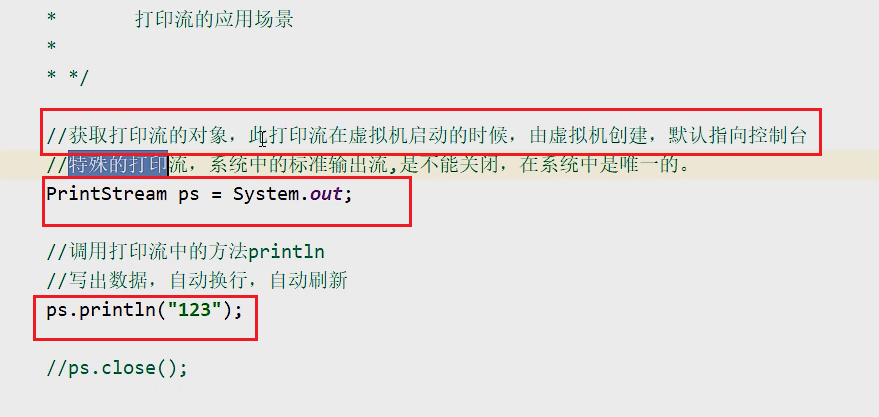 * 打印流的应用场景
*
* */
//获取打印流的对象，此打印流在虚拟机启动的时候，由虚拟机创建，默认指向控制台
//特殊的打印流，系统中的标准输出流,是不能关闭，在系统中是唯一的。
PrintStream ps = System.out;
//调用打印流中的方法println
//写出数据，自动换行，自动刷新
ps.println("123");
//ps.close();